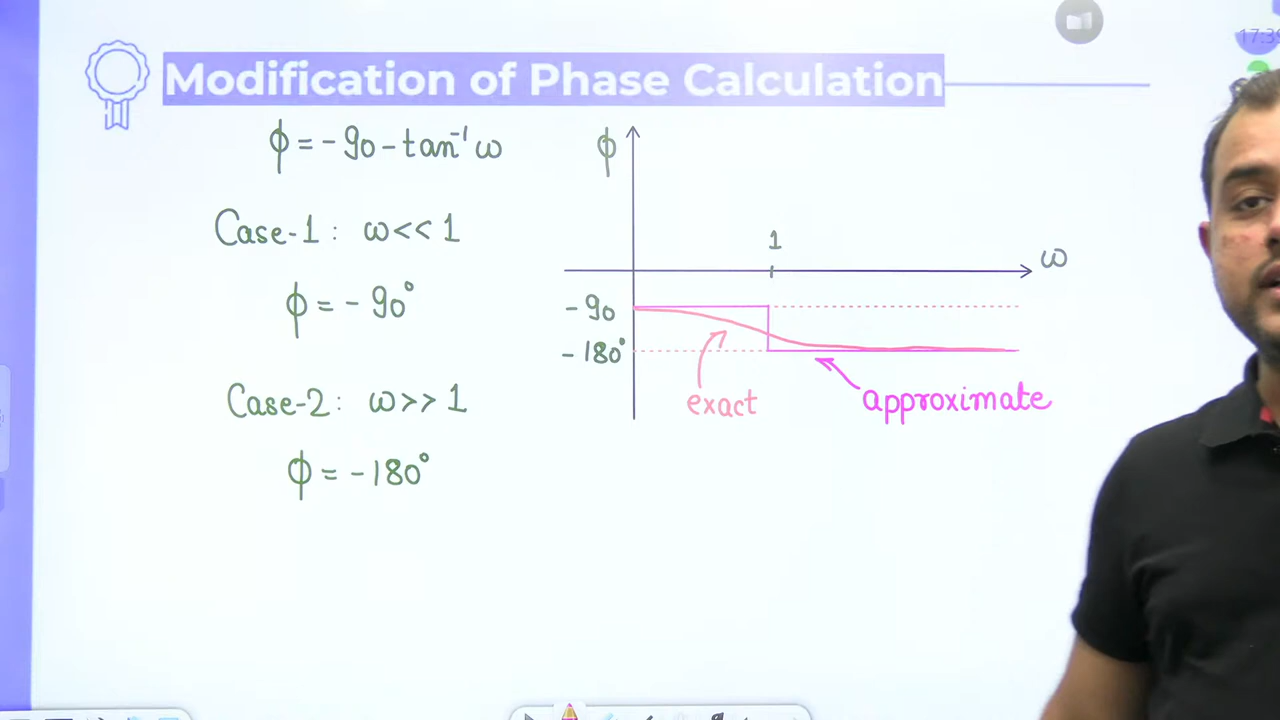 Modification of Phase Calculation
ϕ = - 90 - tan⁻¹ ω
Case-1 : ω << 1
ϕ = - 90°
Case-2 : ω >> 1
ϕ = - 180°
ϕ
1
ω
- 90
- 180°
exact
approximate